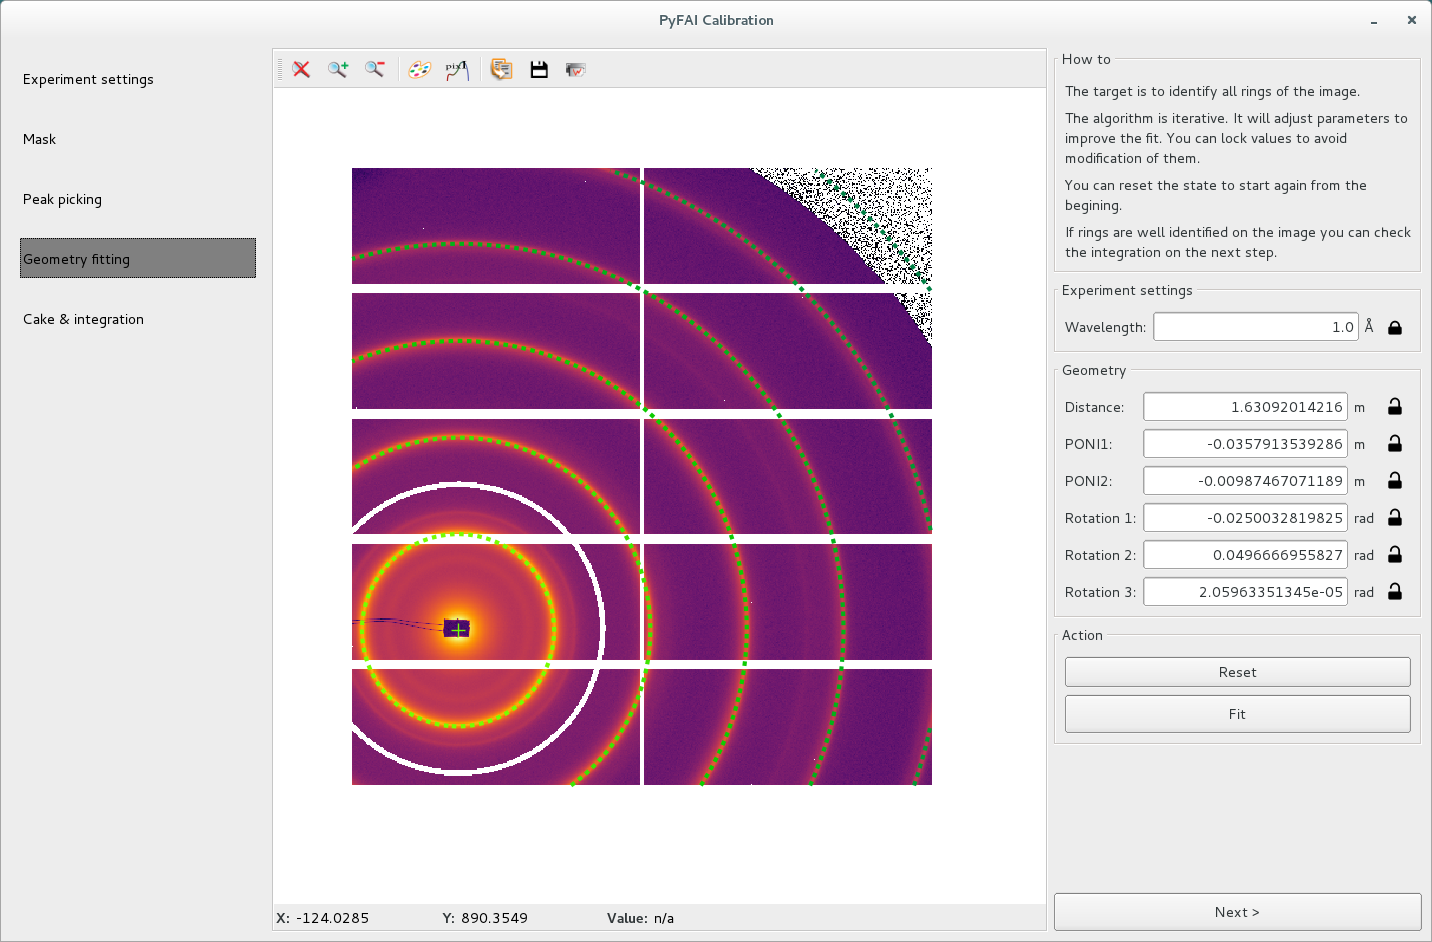 PyFAI Calibration
Experiment settings
Mask
Peak picking
Geometry fitting
Cake & integration
pix1
X: -124.0285 Y: 890.3549 Value: n/a
How to
The target is to identify all rings of the image.
The algorithm is iterative. It will adjust parameters to
improve the fit. You can lock values to avoid
modification of them.
You can reset the state to start again from the
begining.
If rings are well identified on the image you can check
the integration on the next step.
Experiment settings
Wavelength: 1.0 Å
Geometry
Distance: 1.63092014216 m
PONI1: -0.0357913539286 m
PONI2: -0.00987467071189 m
Rotation 1: -0.0250032819825 rad
Rotation 2: 0.0496666955827 rad
Rotation 3: 2.05963351345e-05 rad
Action
Reset
Fit
Next >